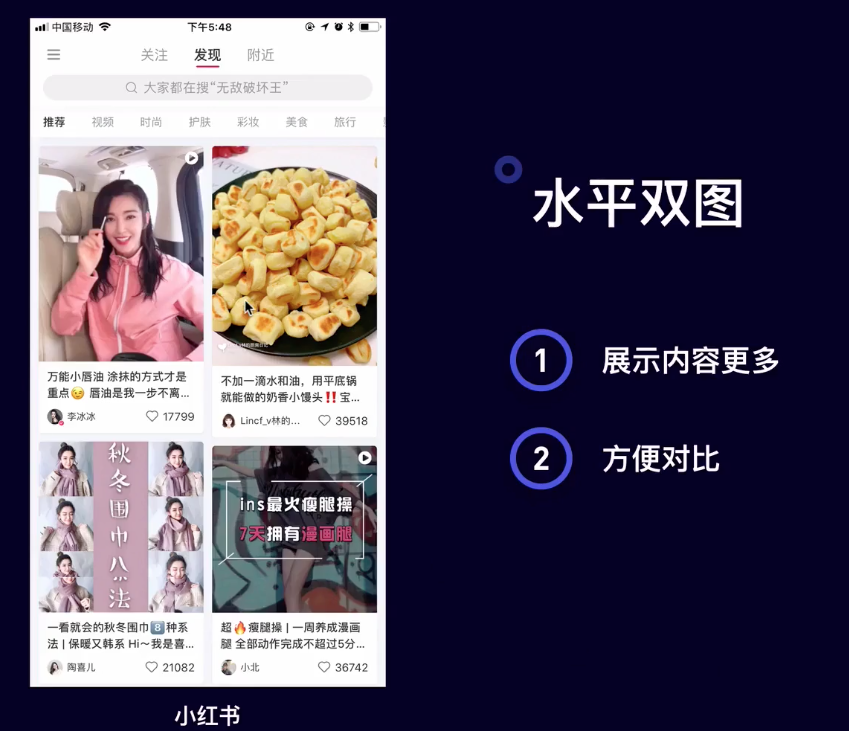 中国移动
下午5:48
关注 发现 附近
大家都在搜“无敌破坏王”
推荐 视频 时尚 护肤 彩妆 美食 旅行
万能小唇油 涂抹的方式才是
重点😉 唇油是我一步不离…
李冰冰 17799
不加一滴水和油，用平底锅
就能做的奶香小馒头‼️宝…
Lincf_v林的… 39518
秋冬围巾八法
一看就会的秋冬围巾8️⃣种系
法 | 保暖又韩系 Hi～我是喜…
陶喜儿 21082
ins最火瘦腿操
7天拥有漫画腿
超🔥瘦腿操 | 一周养成漫画
腿 全部动作完成不超过5分…
小北 36742
小红书
水平双图
1 展示内容更多
2 方便对比